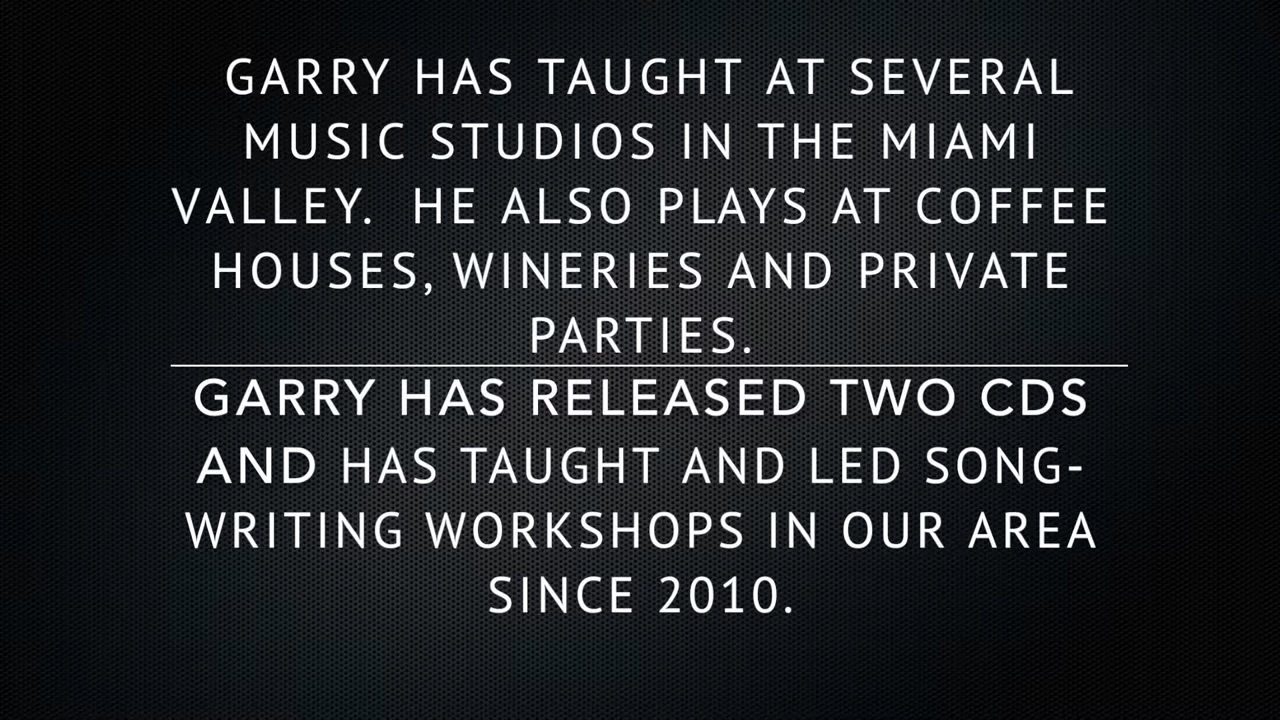 GARRY HAS TAUGHT AT SEVERAL
MUSIC STUDIOS IN THE MIAMI
VALLEY.  HE ALSO PLAYS AT COFFEE
HOUSES, WINERIES AND PRIVATE
PARTIES.
GARRY HAS RELEASED TWO CDS
AND HAS TAUGHT AND LED SONG-
WRITING WORKSHOPS IN OUR AREA
SINCE 2010.